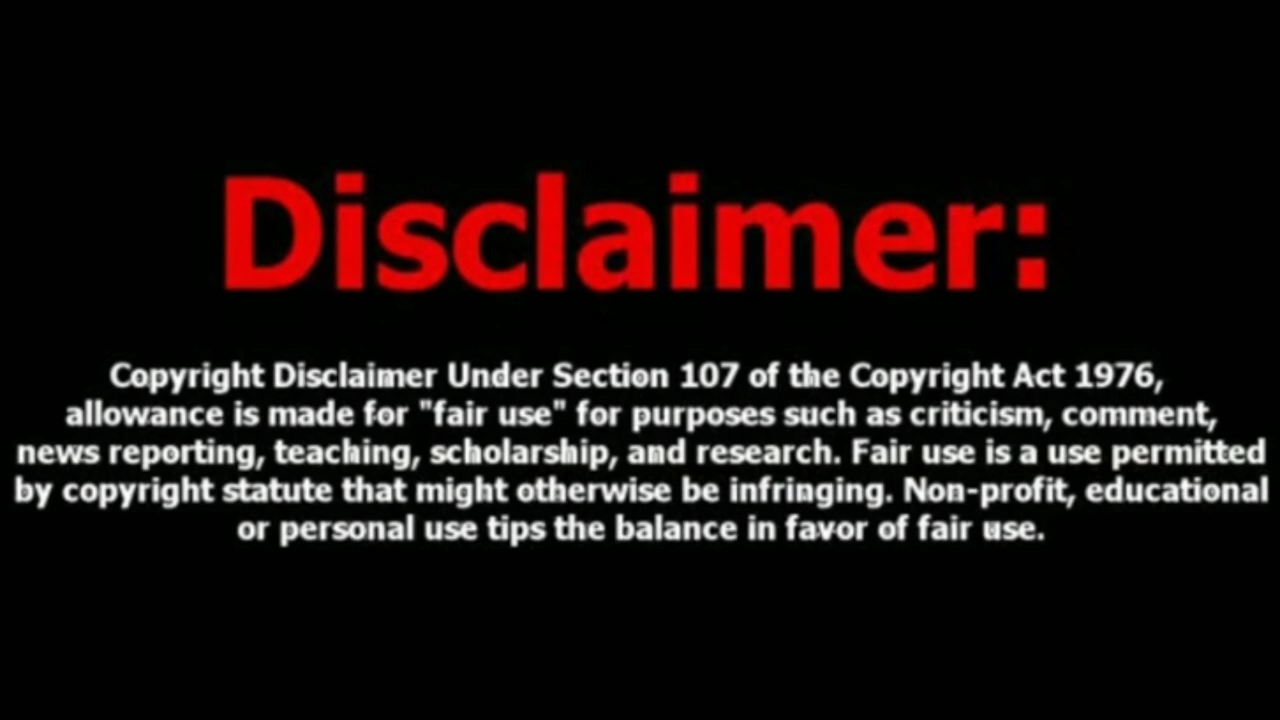 Disclaimer:
Copyright Disclaimer Under Section 107 of the Copyright Act 1976,
allowance is made for "fair use" for purposes such as criticism, comment,
news reporting, teaching, scholarship, and research. Fair use is a use permitted
by copyright statute that might otherwise be infringing. Non-profit, educational
or personal use tips the balance in favor of fair use.